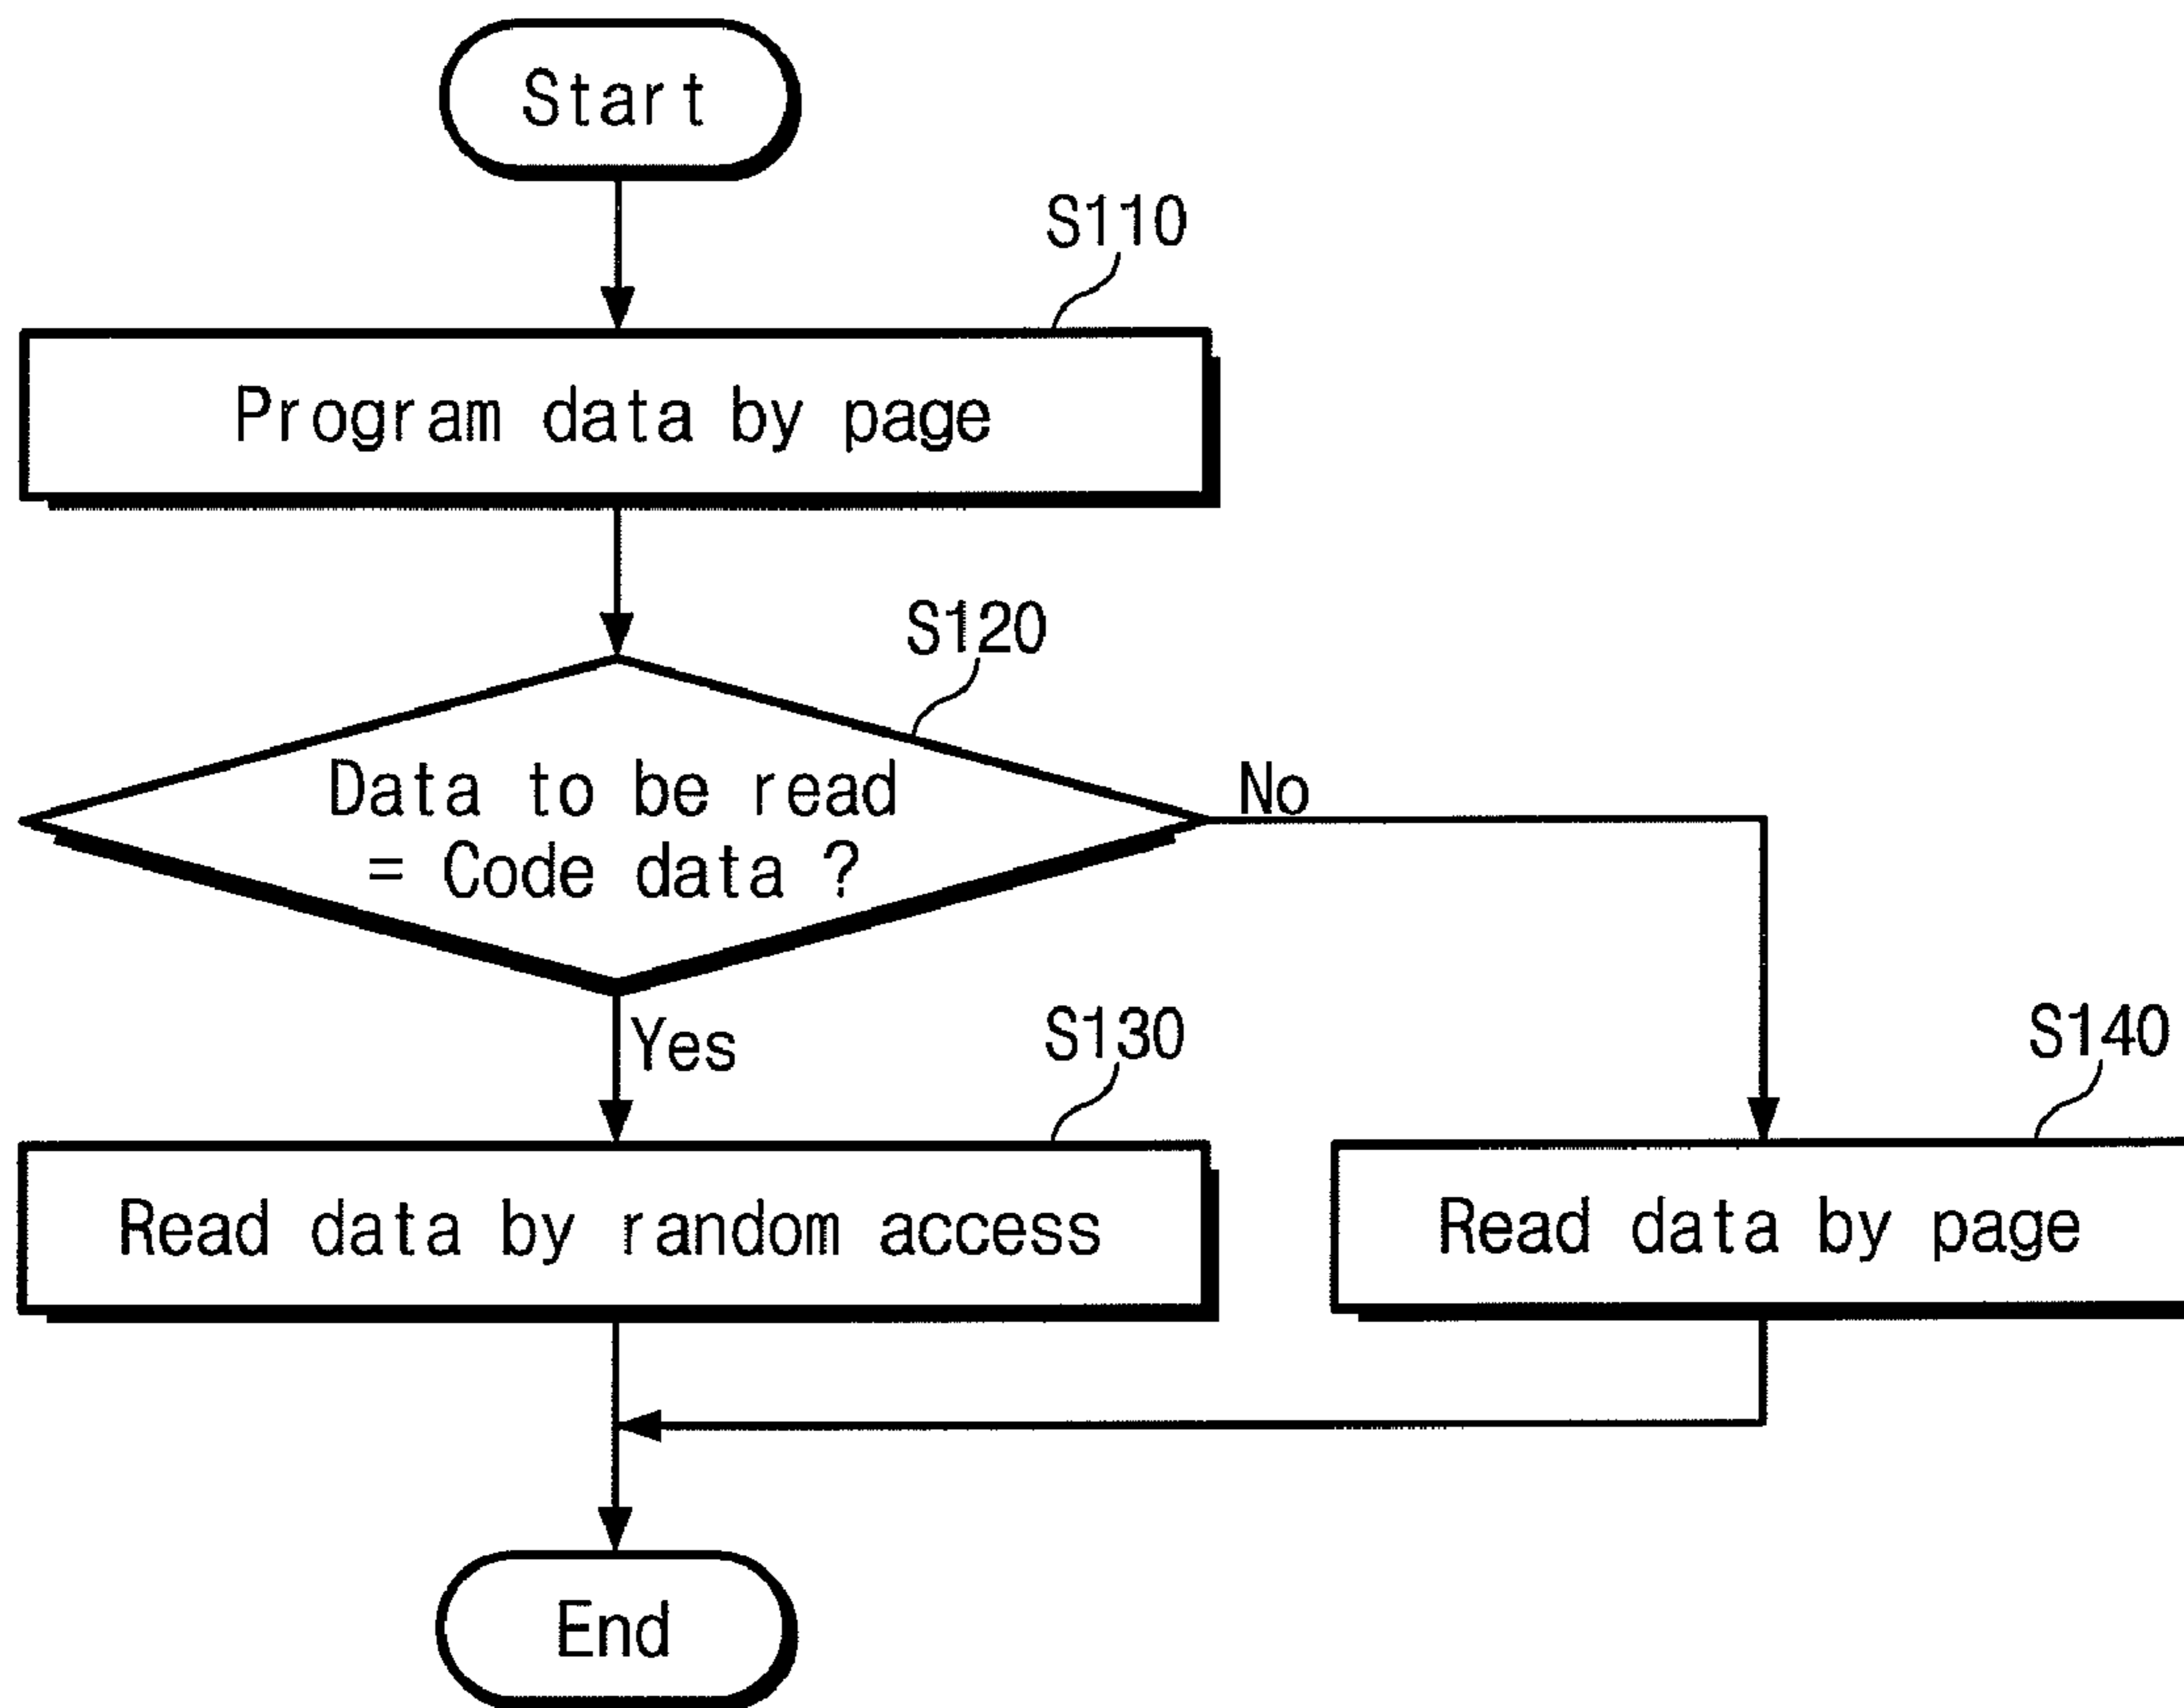 Start
S110
Program data by page
S120
Data to be read
= Code data ?
No
Yes
S130
S140
Read data by random access
Read data by page
End